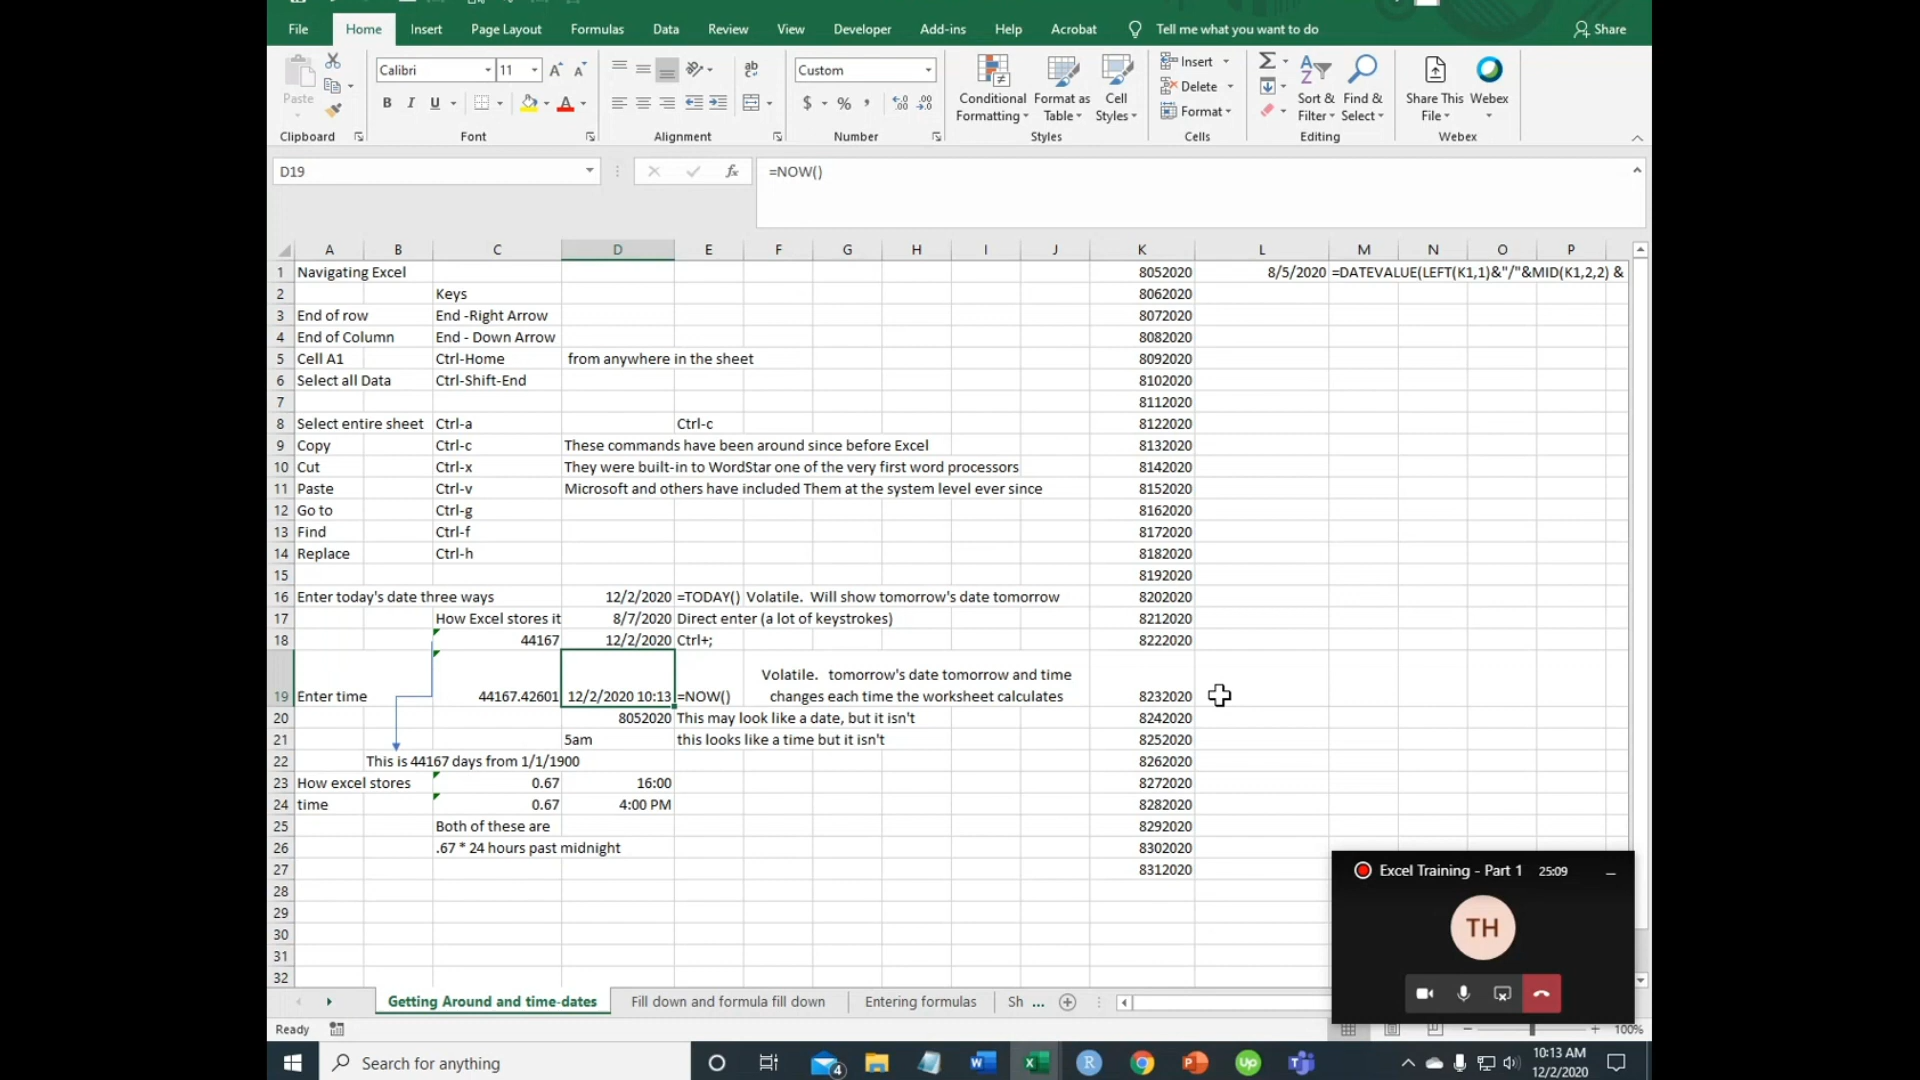 File Home Insert Page Layout Formulas Data Review View Developer Add-ins Help Acrobat Tell me what you want to do Share
Paste
Calibri 11
B I U
Custom
$ % ,
Conditional Formatting
Format as Table
Cell Styles
Insert
Delete
Format
Sort & Filter
Find & Select
Share This File
Webex
Clipboard Font Alignment Number Styles Cells Editing Webex
D19 fx =NOW()
A B C D E F G H I J K L M N O P
1 Navigating Excel 8052020 8/5/2020 =DATEVALUE(LEFT(K1,1)&"/"&MID(K1,2,2) &
2 Keys 8062020
3 End of row End -Right Arrow 8072020
4 End of Column End - Down Arrow 8082020
5 Cell A1 Ctrl-Home from anywhere in the sheet 8092020
6 Select all Data Ctrl-Shift-End 8102020
7 8112020
8 Select entire sheet Ctrl-a Ctrl-c 8122020
9 Copy Ctrl-c These commands have been around since before Excel 8132020
10 Cut Ctrl-x They were built-in to WordStar one of the very first word processors 8142020
11 Paste Ctrl-v Microsoft and others have included Them at the system level ever since 8152020
12 Go to Ctrl-g 8162020
13 Find Ctrl-f 8172020
14 Replace Ctrl-h 8182020
15 8192020
16 Enter today's date three ways 12/2/2020 =TODAY() Volatile. Will show tomorrow's date tomorrow 8202020
17 How Excel stores it 8/7/2020 Direct enter (a lot of keystrokes) 8212020
18 44167 12/2/2020 Ctrl+; 8222020
Volatile. tomorrow's date tomorrow and time
19 Enter time 44167.42601 12/2/2020 10:13 =NOW() changes each time the worksheet calculates 8232020
20 8052020 This may look like a date, but it isn't 8242020
21 5am this looks like a time but it isn't 8252020
22 This is 44167 days from 1/1/1900 8262020
23 How excel stores 0.67 16:00 8272020
24 time 0.67 4:00 PM 8282020
25 Both of these are 8292020
26 .67 * 24 hours past midnight 8302020
27 8312020
28
29
30
31
32
Excel Training - Part 1 25:09
TH
Getting Around and time-dates Fill down and formula fill down Entering formulas Sh ...
Ready 100%
Search for anything
4
10:13 AM
12/2/2020